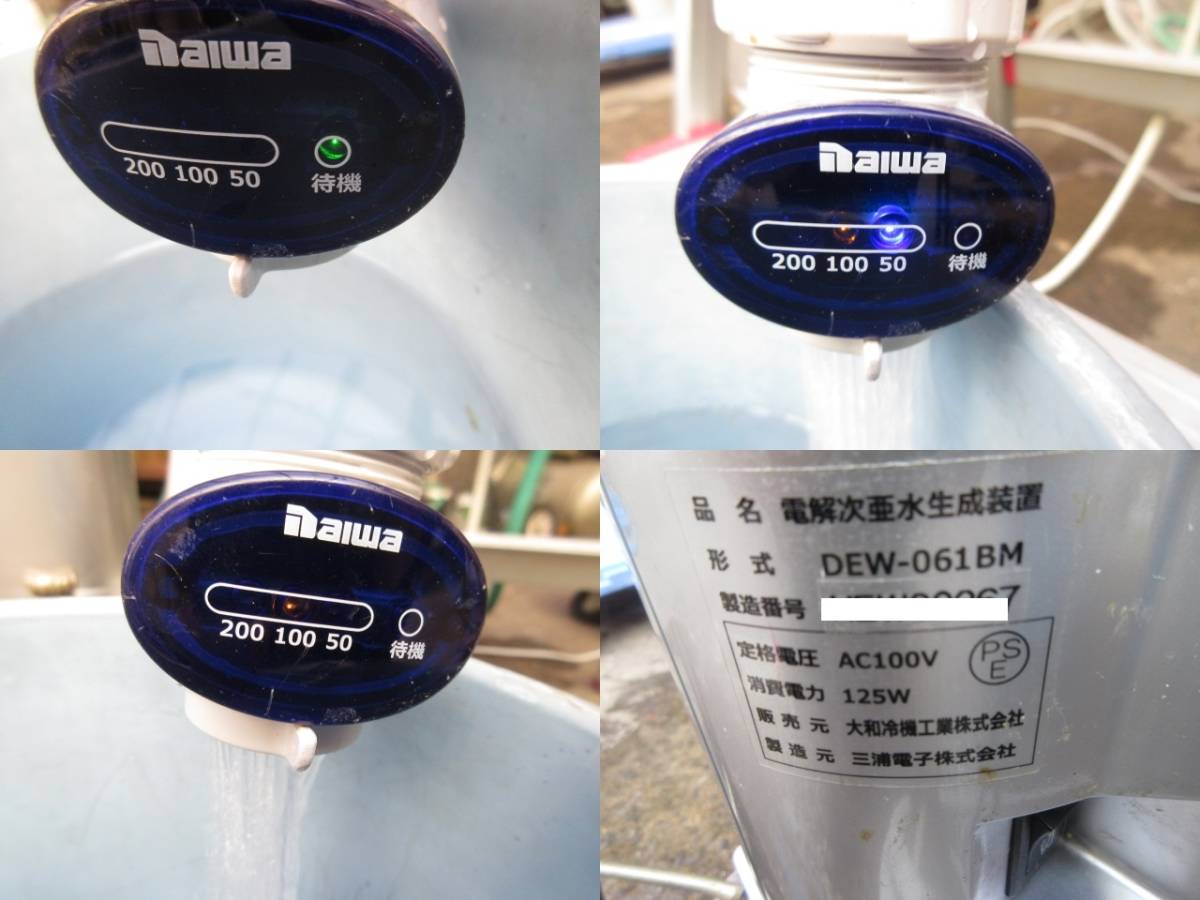 Daiwa
200 100 50
待機
Daiwa
200 100 50
待機
Daiwa
200 100 50
待機
品名 電解次亜水生成装置
形式 DEW-061BM
製造番号
定格電圧 AC100V
PSE
消費電力 125W
販売元 大和冷機工業株式会社
製造元 三浦電子株式会社